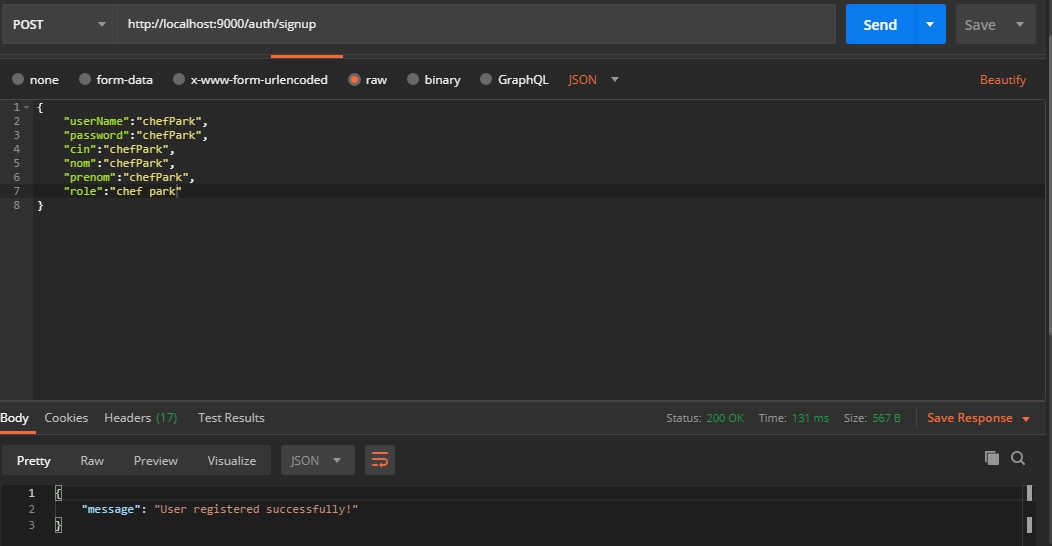 POST http://localhost:9000/auth/signup Send Save
none form-data x-www-form-urlencoded raw binary GraphQL JSON Beautify
1 {
2 "userName":"chefPark",
3 "password":"chefPark",
4 "cin":"chefPark",
5 "nom":"chefPark",
6 "prenom":"chefPark",
7 "role":"chef park"
8 }
Body Cookies Headers (17) Test Results Status: 200 OK Time: 131 ms Size: 567 B Save Response
Pretty Raw Preview Visualize JSON
1 {
2 "message": "User registered successfully!"
3 }